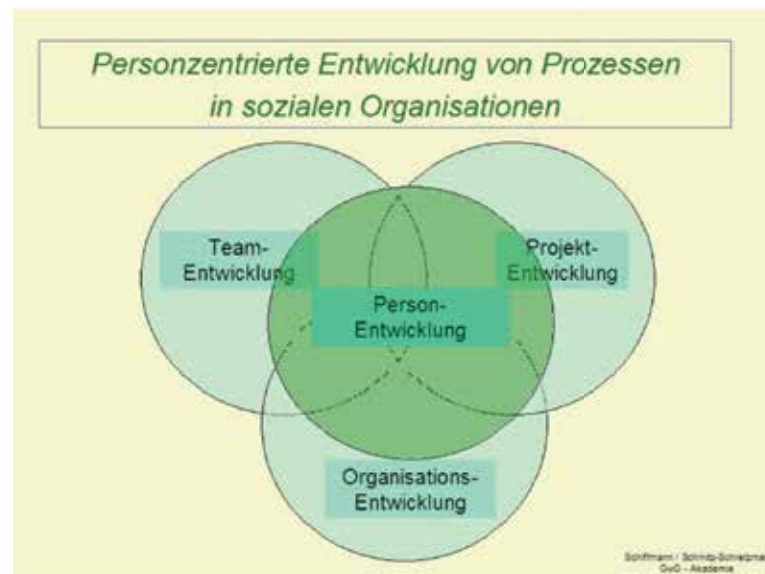 Personzentrierte Entwicklung von Prozessen
in sozialen Organisationen
Team-
Entwicklung
Projekt-
Entwicklung
Person-
Entwicklung
Organisations-
Entwicklung
GwG - Akademie